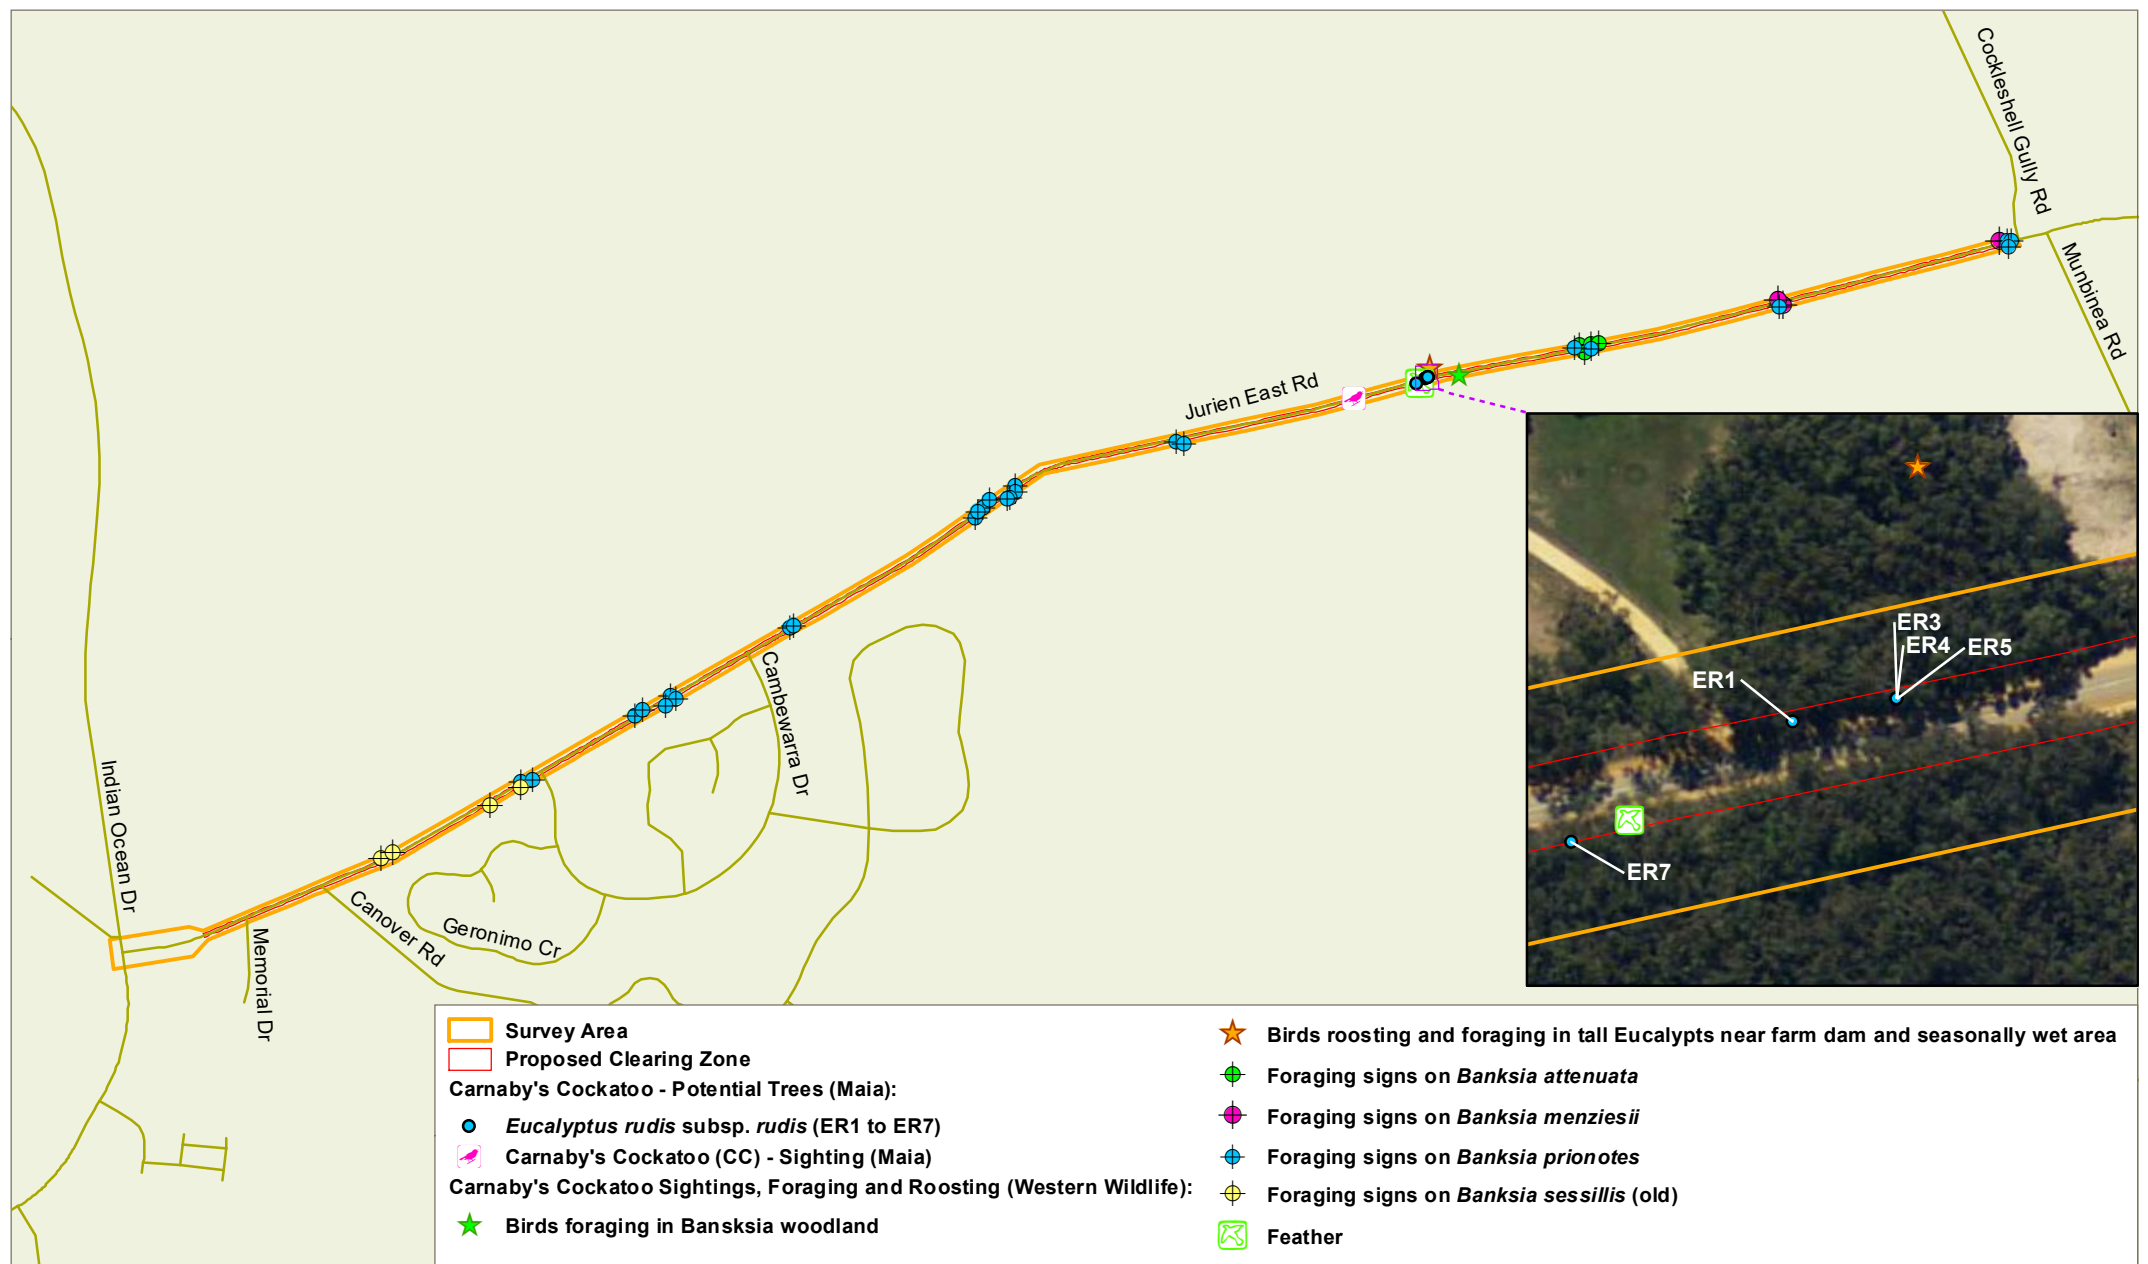 Cockleshell Gully Rd
Munbinea Rd
Jurien East Rd
Cambewarra Dr
Indian Ocean Dr
Canover Rd
Geronimo Cr
Memorial Dr
ER3
ER4
ER5
ER1
ER7
Survey Area
Proposed Clearing Zone
Carnaby's Cockatoo - Potential Trees (Maia):
Eucalyptus rudis subsp. rudis (ER1 to ER7)
Carnaby's Cockatoo (CC) - Sighting (Maia)
Carnaby's Cockatoo Sightings, Foraging and Roosting (Western Wildlife):
Birds foraging in Bansksia woodland
Birds roosting and foraging in tall Eucalypts near farm dam and seasonally wet area
Foraging signs on Banksia attenuata
Foraging signs on Banksia menziesii
Foraging signs on Banksia prionotes
Foraging signs on Banksia sessillis (old)
Feather